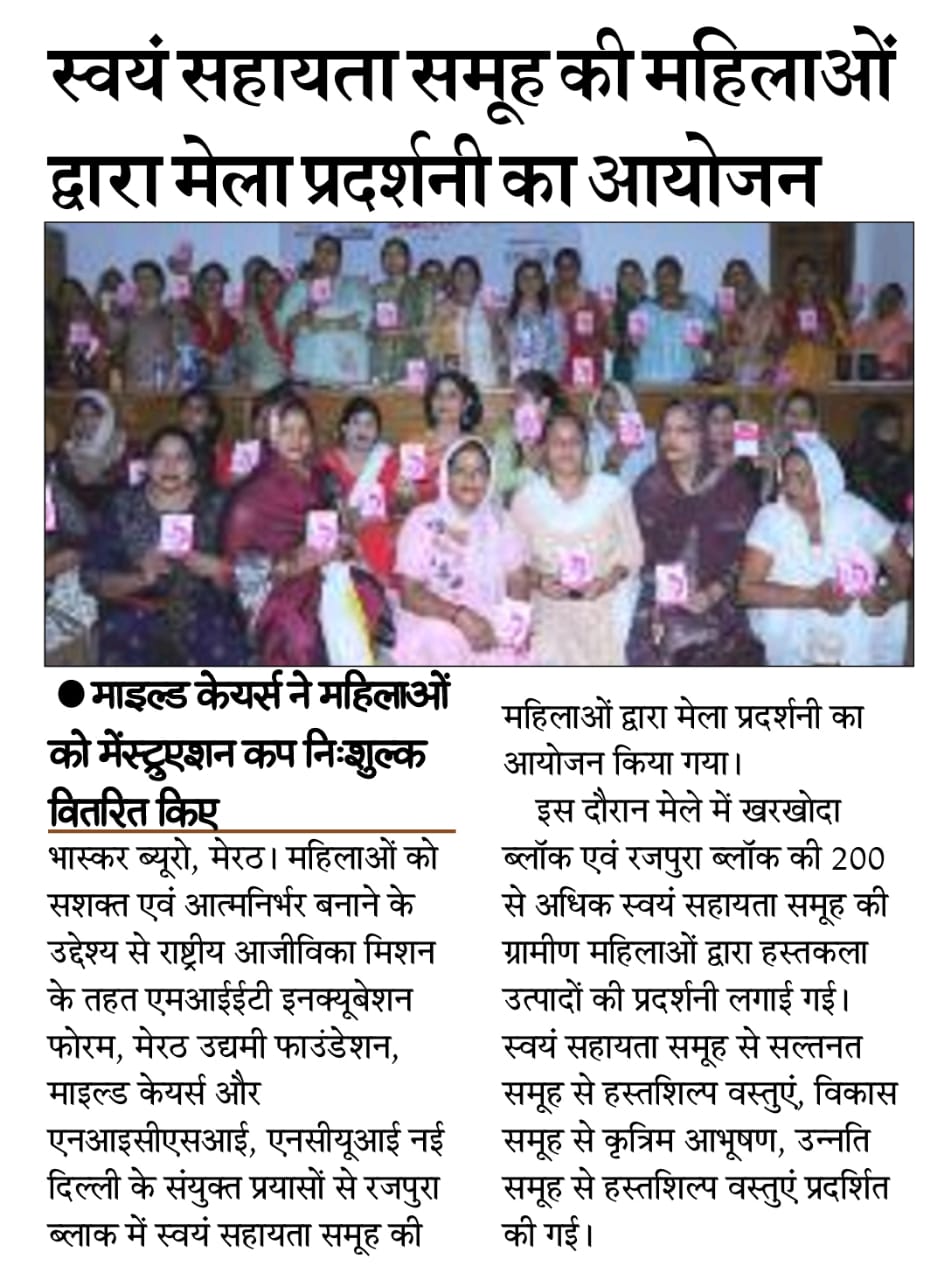 स्वयं सहायता समूह की महिलाओं
द्वारा मेला प्रदर्शनी का आयोजन
● माइल्ड केयर्स ने महिलाओं
को मेंस्ट्रुएशन कप निःशुल्क
वितरित किए
भास्कर ब्यूरो, मेरठ। महिलाओं को
सशक्त एवं आत्मनिर्भर बनाने के
उद्देश्य से राष्ट्रीय आजीविका मिशन
के तहत एमआईईटी इनक्यूबेशन
फोरम, मेरठ उद्यमी फाउंडेशन,
माइल्ड केयर्स और
एनआइसीएसआई, एनसीयूआई नई
दिल्ली के संयुक्त प्रयासों से रजपुरा
ब्लाक में स्वयं सहायता समूह की
महिलाओं द्वारा मेला प्रदर्शनी का
आयोजन किया गया।
इस दौरान मेले में खरखोदा
ब्लॉक एवं रजपुरा ब्लॉक की 200
से अधिक स्वयं सहायता समूह की
ग्रामीण महिलाओं द्वारा हस्तकला
उत्पादों की प्रदर्शनी लगाई गई।
स्वयं सहायता समूह से सल्तनत
समूह से हस्तशिल्प वस्तुएं, विकास
समूह से कृत्रिम आभूषण, उन्नति
समूह से हस्तशिल्प वस्तुएं प्रदर्शित
की गई।